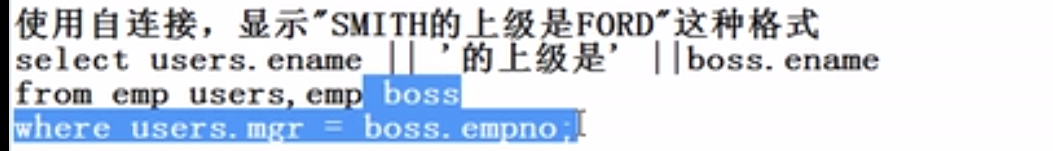 使用自连接，显示"SMITH的上级是FORD"这种格式
select users.ename || '的上级是' ||boss.ename
from emp users,emp boss
where users.mgr = boss.empno;